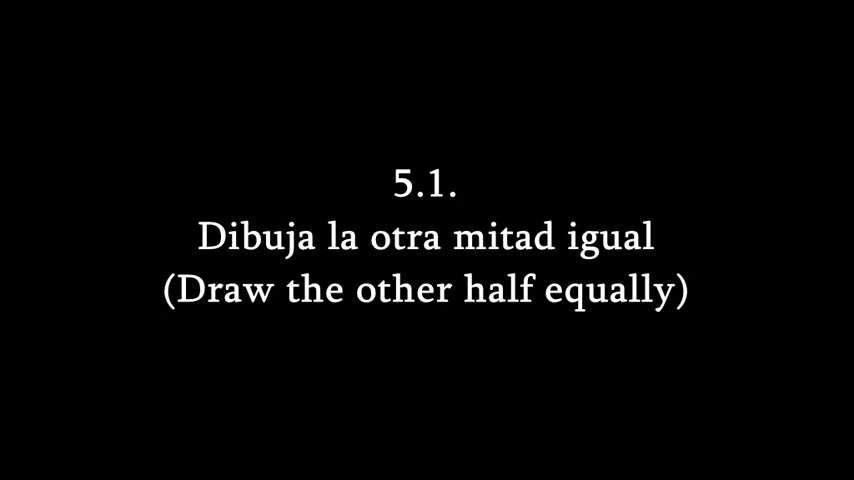 5.1.
Dibuja la otra mitad igual
(Draw the other half equally)